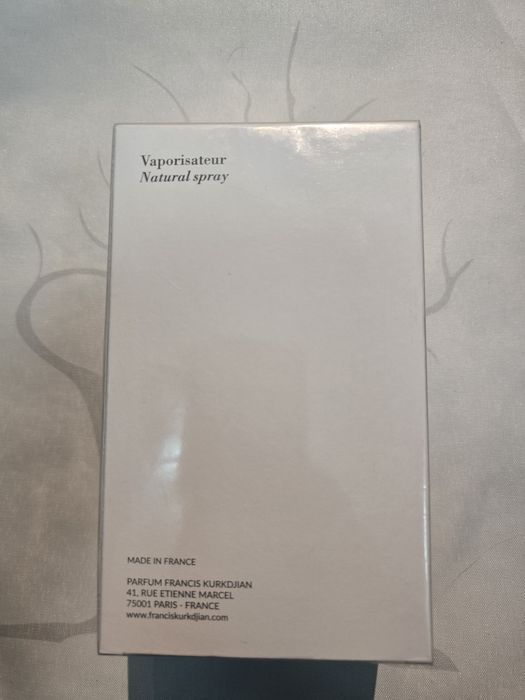 Vaporisateur
Natural spray
MADE IN FRANCE
PARFUM FRANCIS KURKDJIAN
41, RUE ETIENNE MARCEL
75001 PARIS - FRANCE
www.franciskurkdjian.com